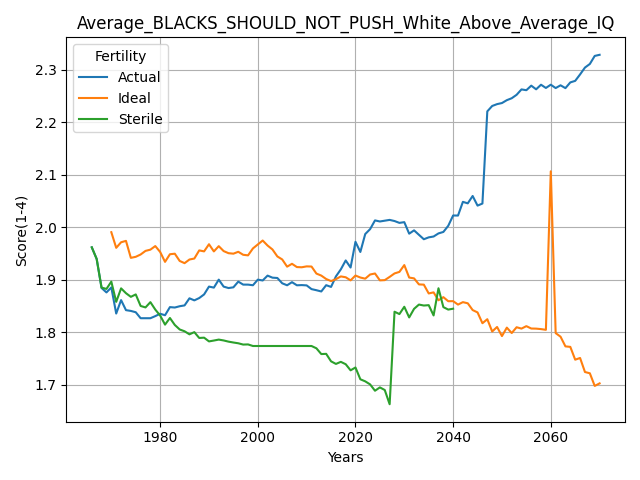 Average_BLACKS_SHOULD_NOT_PUSH_White_Above_Average_IQ
Fertility
Actual
Ideal
Sterile
Score(1-4)
2.3
2.2
2.1
2.0
1.9
1.8
1.7
1980 2000 2020 2040 2060
Years